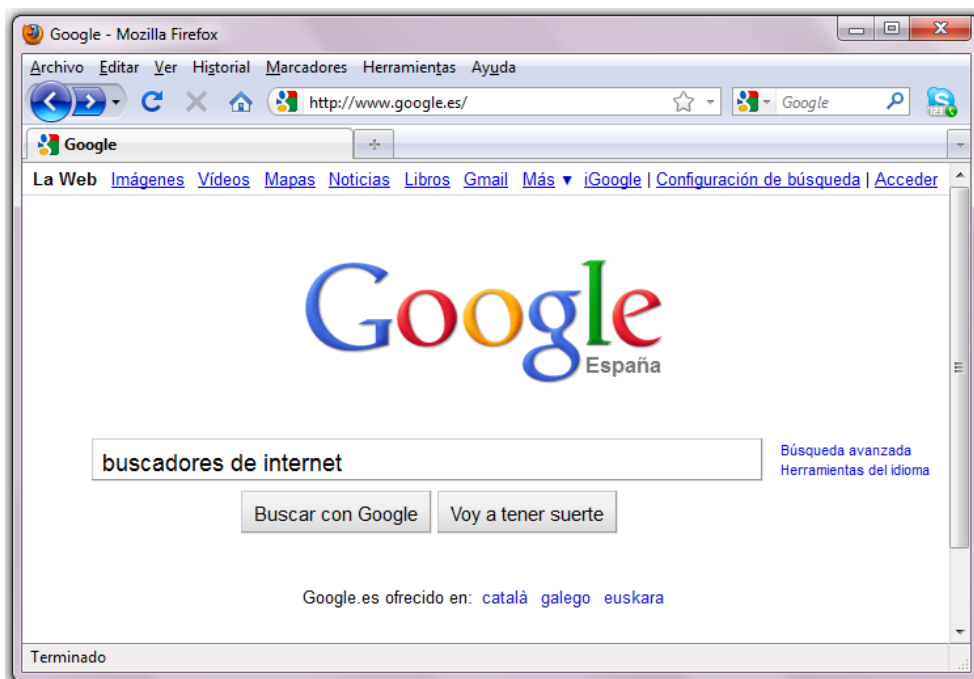 Google - Mozilla Firefox
Archivo Editar Ver Historial Marcadores Herramientas Ayuda
http://www.google.es/ Google
Google
La Web Imágenes Vídeos Mapas Noticias Libros Gmail Más ▼ iGoogle | Configuración de búsqueda | Acceder
Google
España
buscadores de internet
Búsqueda avanzada
Herramientas del idioma
Buscar con Google Voy a tener suerte
Google.es ofrecido en: català galego euskara
Terminado